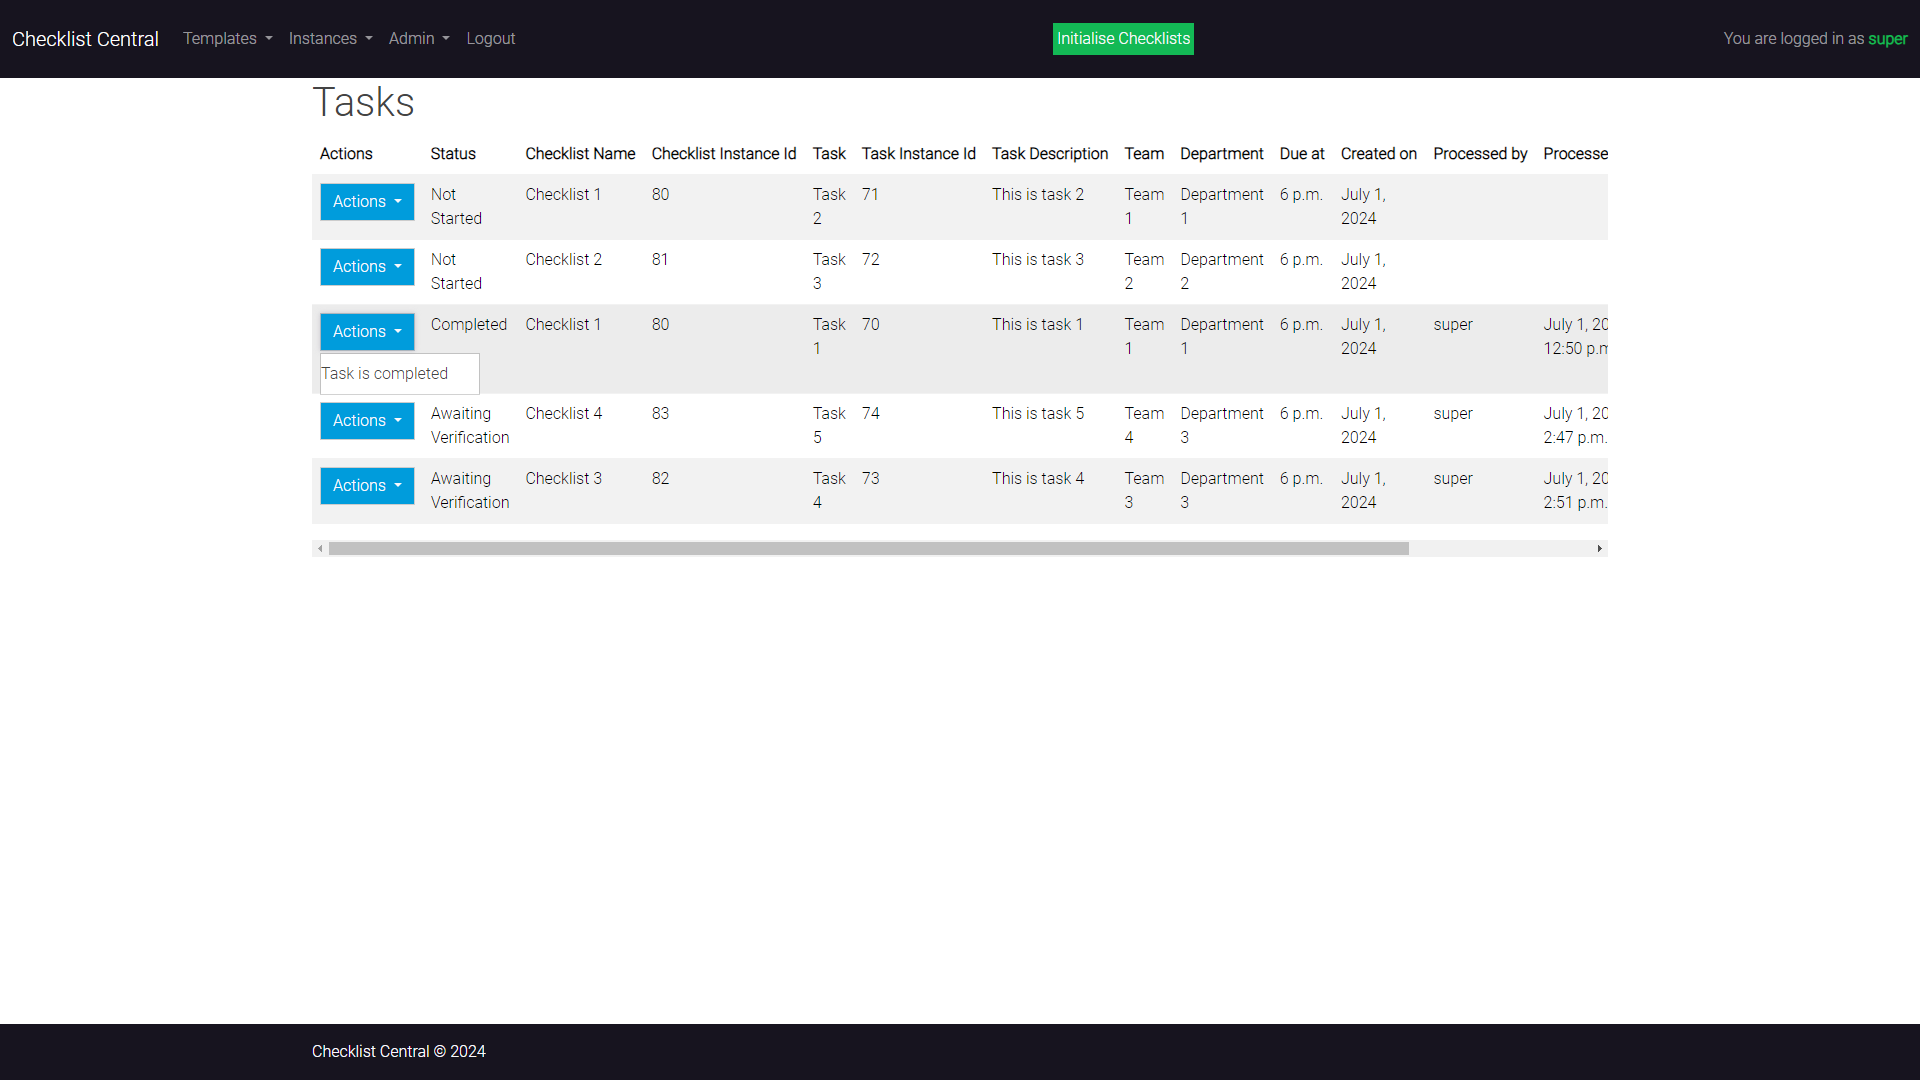 Checklist Central Templates Instances Admin Logout Initialise Checklists You are logged in as super
Tasks
Actions Status Checklist Name Checklist Instance Id Task Task Instance Id Task Description Team Department Due at Created on Processed by Processe
Actions Not Checklist 1 80 Task 71 This is task 2 Team Department 6 p.m. July 1,
Started 2 1 1 2024
Actions Not Checklist 2 81 Task 72 This is task 3 Team Department 6 p.m. July 1,
Started 3 2 2 2024
Actions Completed Checklist 1 80 Task 70 This is task 1 Team Department 6 p.m. July 1, super July 1, 20
1 1 1 2024 12:50 p.m
Task is completed
Actions Awaiting Checklist 4 83 Task 74 This is task 5 Team Department 6 p.m. July 1, super July 1, 20
Verification 5 4 3 2024 2:47 p.m.
Actions Awaiting Checklist 3 82 Task 73 This is task 4 Team Department 6 p.m. July 1, super July 1, 20
Verification 4 3 3 2024 2:51 p.m.
Checklist Central © 2024